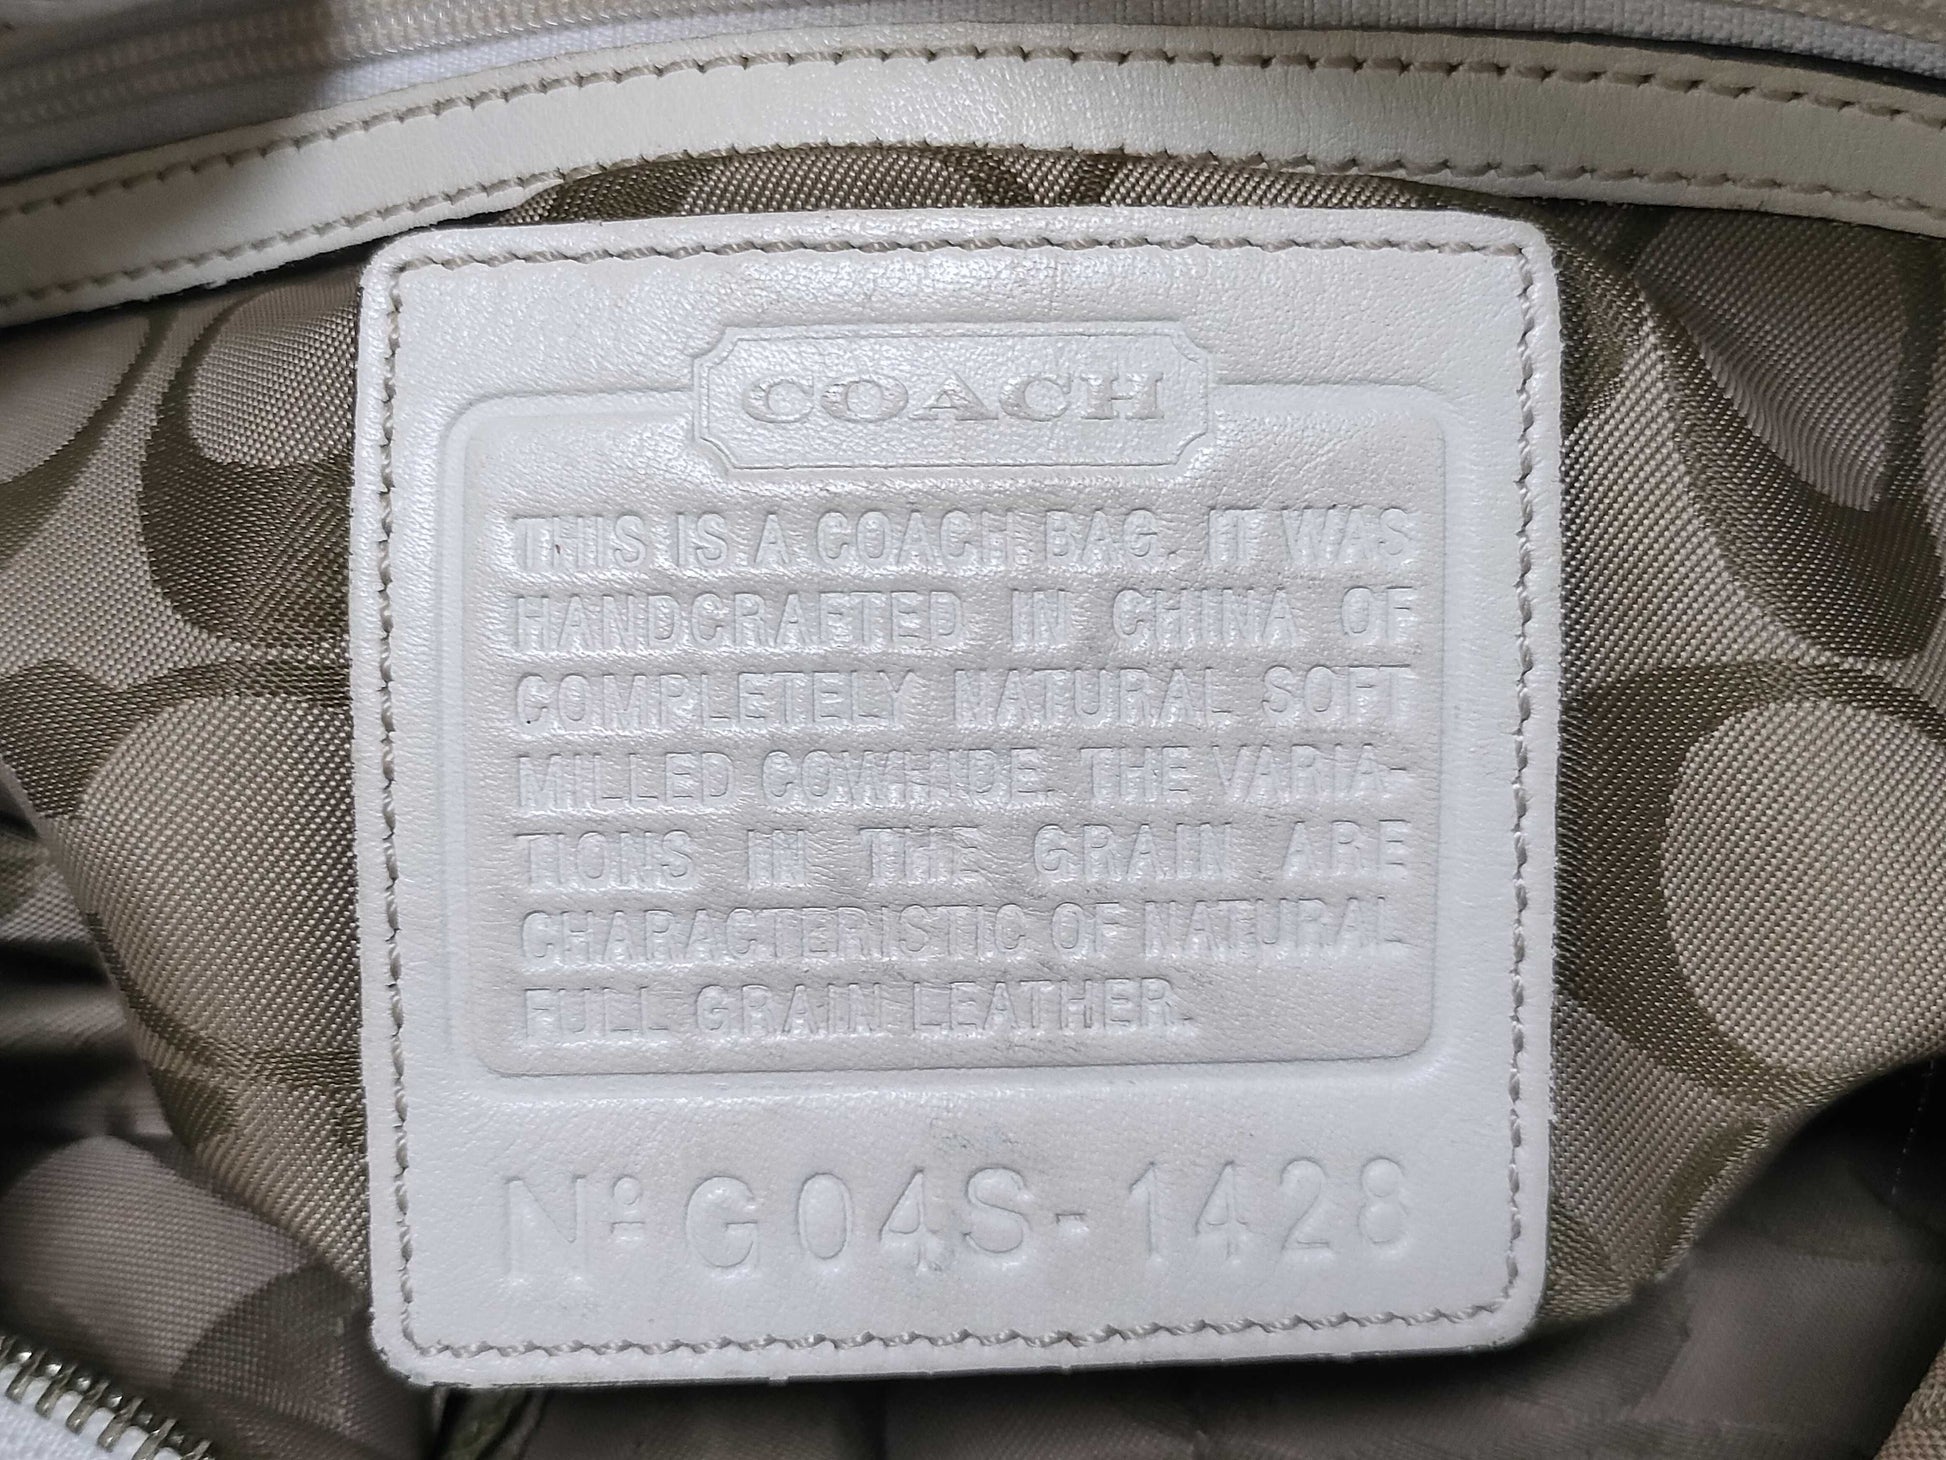 COACH
THIS IS A COACH BAG. IT WAS
HANDCRAFTED IN CHINA OF
COMPLETELY NATURAL SOFT
MILLED COWHIDE. THE VARIA-
TIONS IN THE GRAIN ARE
CHARACTERISTIC OF NATURAL
FULL GRAIN LEATHER.
Nº G04S-1428